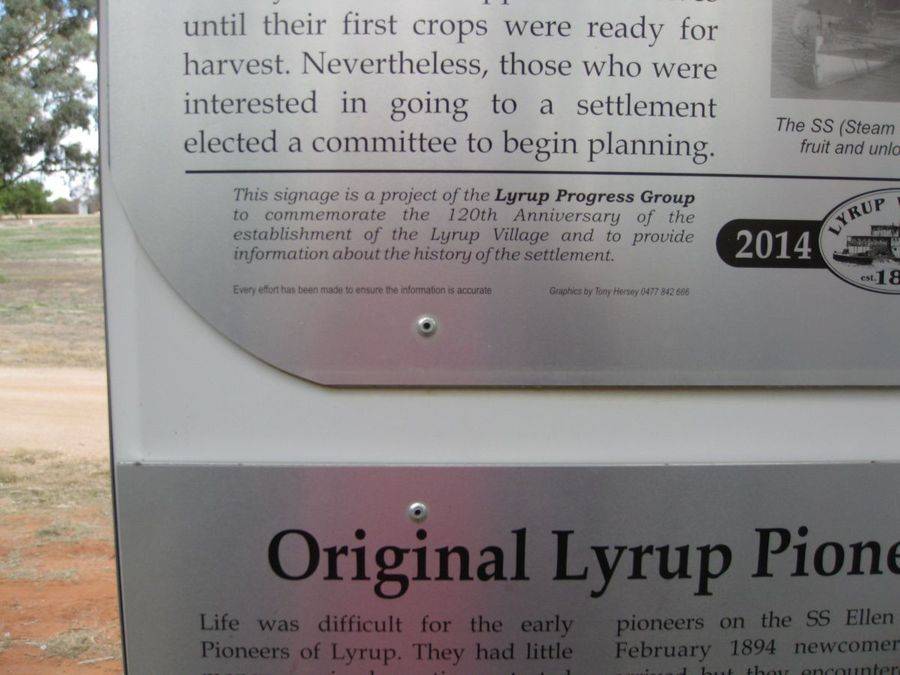 until their first crops were ready for
harvest. Nevertheless, those who were
interested in going to a settlement
elected a committee to begin planning.
The SS (Steam
fruit and unlo
This signage is a project of the Lyrup Progress Group
to commemorate the 120th Anniversary of the
establishment of the Lyrup Village and to provide
information about the history of the settlement.
2014
LYRUP V
est.18
Every effort has been made to ensure the information is accurate
Graphics by Tony Hersey 0477 842 666
Original Lyrup Pione
Life was difficult for the early
Pioneers of Lyrup. They had little
pioneers on the SS Ellen
February 1894 newcomer
but they encounter